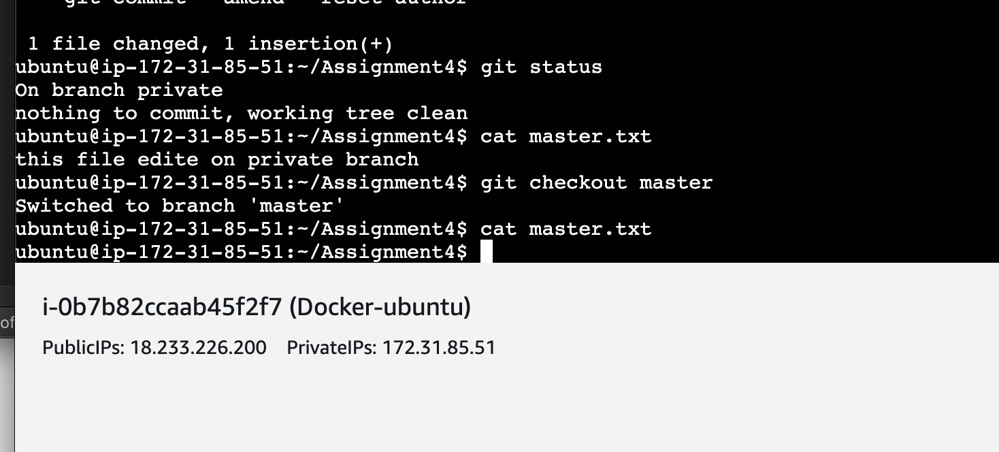 git commit --amend --reset-author
1 file changed, 1 insertion(+)
ubuntu@ip-172-31-85-51:~/Assignment4$ git status
On branch private
nothing to commit, working tree clean
ubuntu@ip-172-31-85-51:~/Assignment4$ cat master.txt
this file edite on private branch
ubuntu@ip-172-31-85-51:~/Assignment4$ git checkout master
Switched to branch 'master'
ubuntu@ip-172-31-85-51:~/Assignment4$ cat master.txt
ubuntu@ip-172-31-85-51:~/Assignment4$
i-0b7b82ccaab45f2f7 (Docker-ubuntu)
of
PublicIPs: 18.233.226.200 PrivateIPs: 172.31.85.51